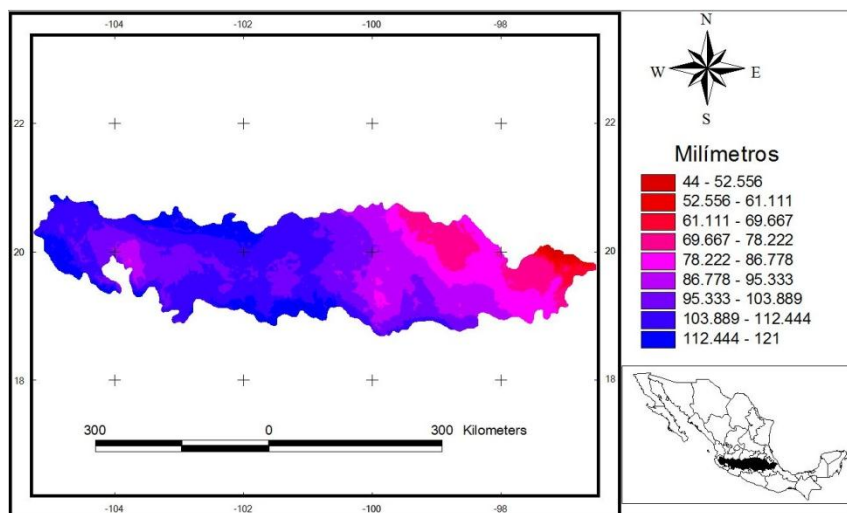 -104 -102 -100 -98
22 22
20 20
18 18
300 0 300 Kilometers
-104 -102 -100 -98
N
W E
S
Milímetros
44 - 52.556
52.556 - 61.111
61.111 - 69.667
69.667 - 78.222
78.222 - 86.778
86.778 - 95.333
95.333 - 103.889
103.889 - 112.444
112.444 - 121